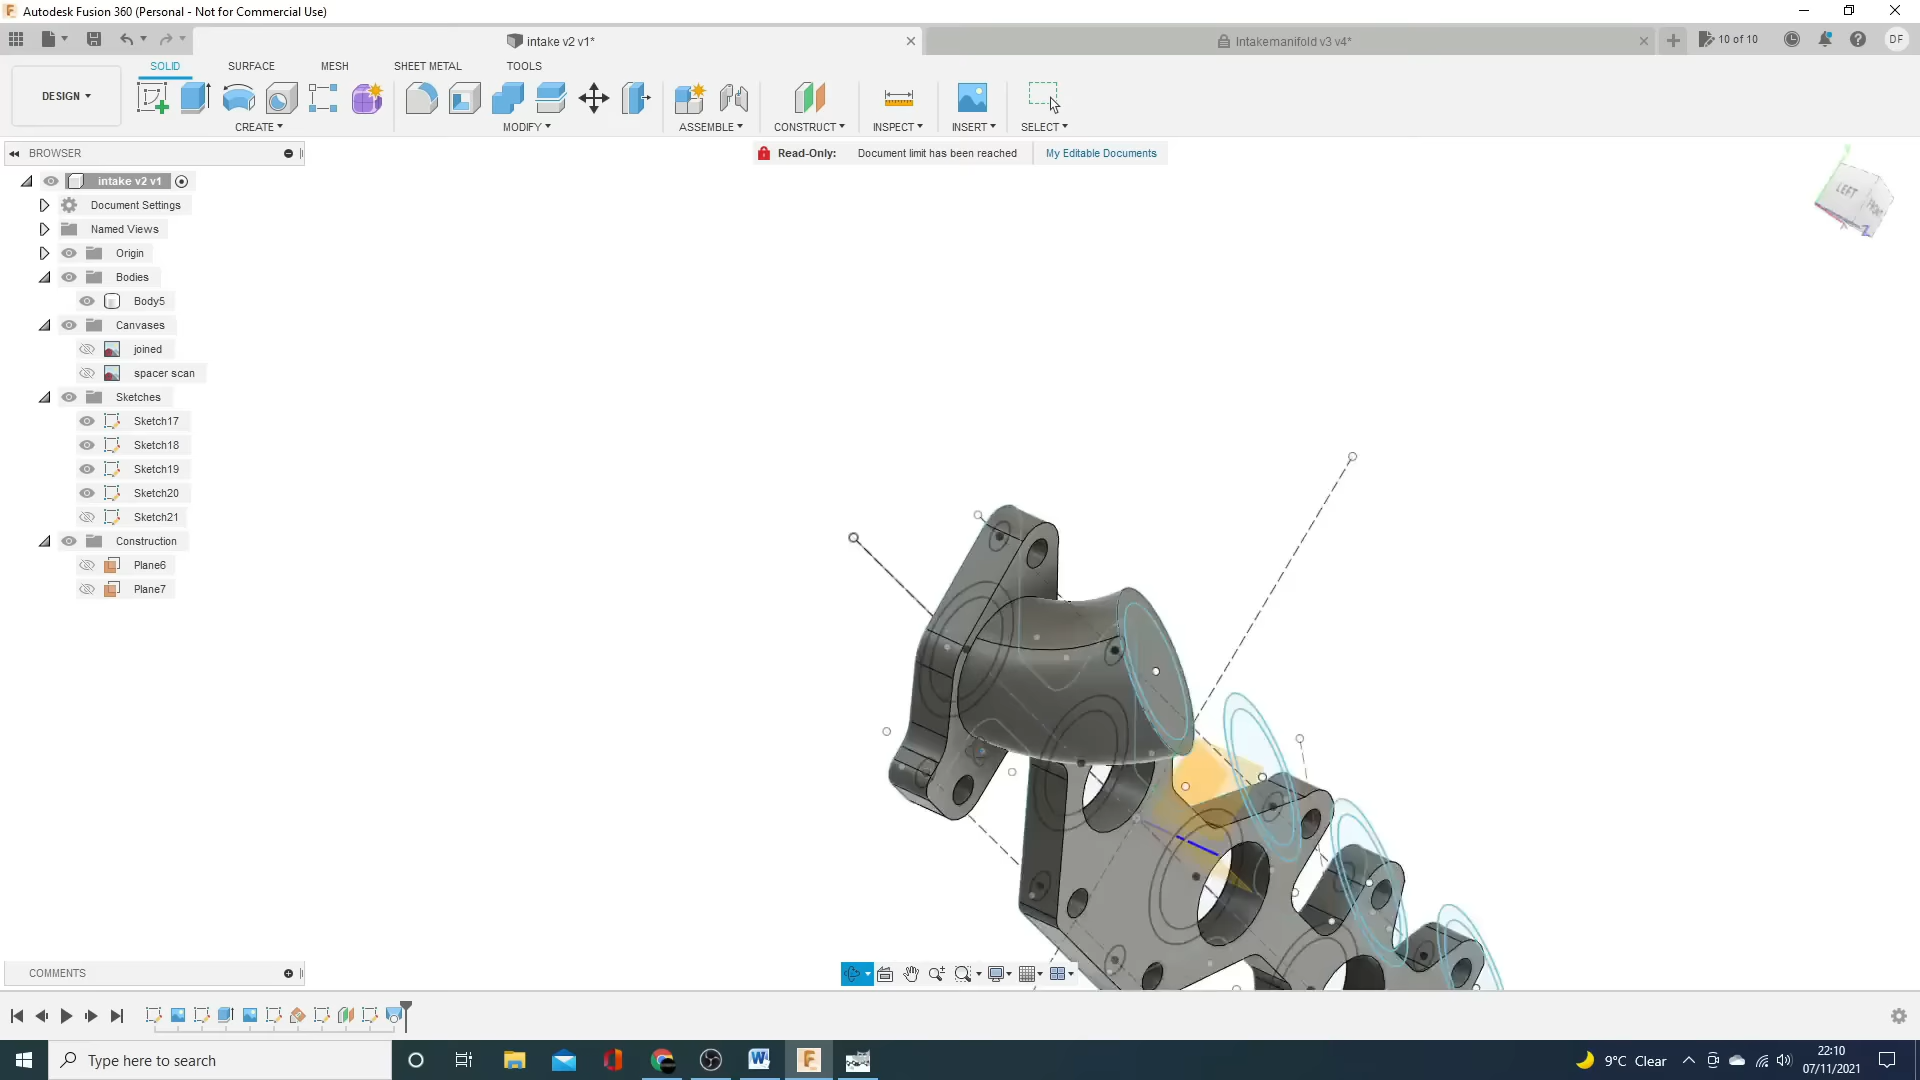 Autodesk Fusion 360 (Personal - Not for Commercial Use)
intake v2 v1*
Intakemanifold v3 v4*
10 of 10
DF
DESIGN
SOLID SURFACE MESH SHEET METAL TOOLS
CREATE MODIFY ASSEMBLE CONSTRUCT INSPECT INSERT SELECT
BROWSER
Read-Only: Document limit has been reached My Editable Documents
intake v2 v1
Document Settings
Named Views
Origin
Bodies
Body5
Canvases
joined
spacer scan
Sketches
Sketch17
Sketch18
Sketch19
Sketch20
Sketch21
Construction
Plane6
Plane7
LEFT
X
Z
COMMENTS
Type here to search
9°C Clear
22:10
07/11/2021